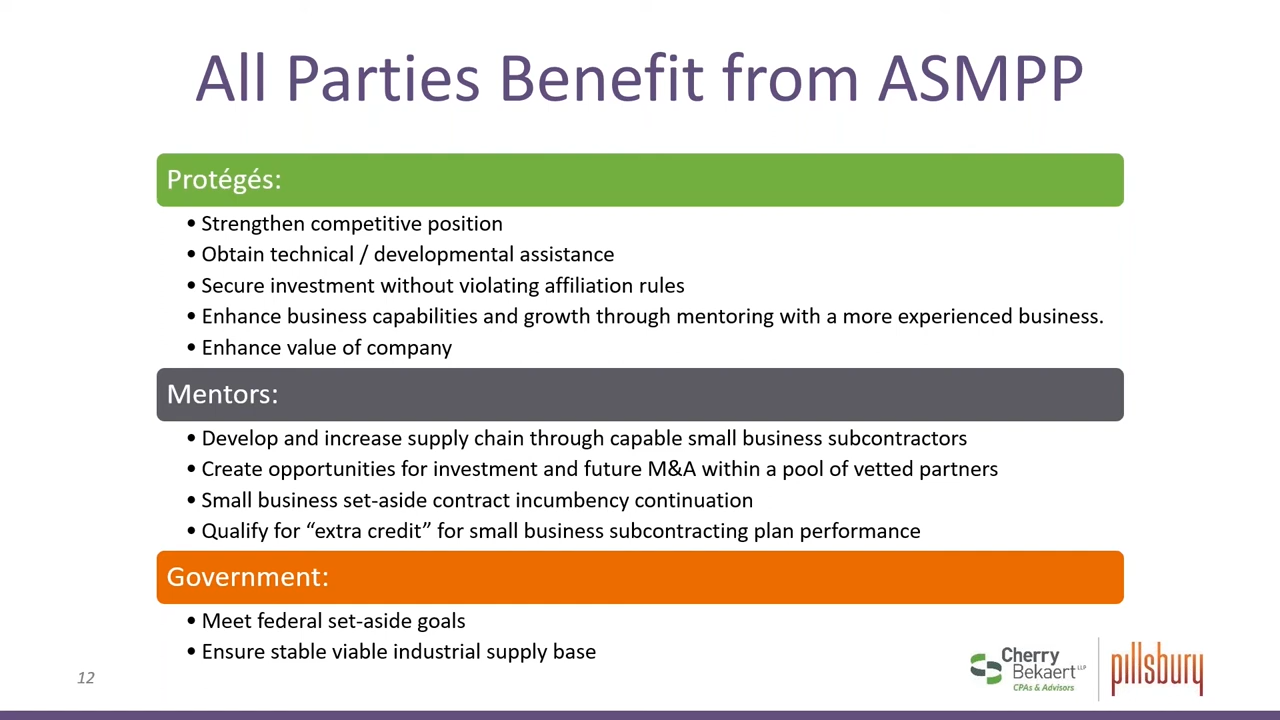 All Parties Benefit from ASMPP
Protégés:
• Strengthen competitive position
• Obtain technical / developmental assistance
• Secure investment without violating affiliation rules
• Enhance business capabilities and growth through mentoring with a more experienced business.
• Enhance value of company
Mentors:
• Develop and increase supply chain through capable small business subcontractors
• Create opportunities for investment and future M&A within a pool of vetted partners
• Small business set-aside contract incumbency continuation
• Qualify for “extra credit” for small business subcontracting plan performance
Government:
• Meet federal set-aside goals
• Ensure stable viable industrial supply base
12
Cherry
Bekaert LLP
CPAs & Advisors
pillsbury